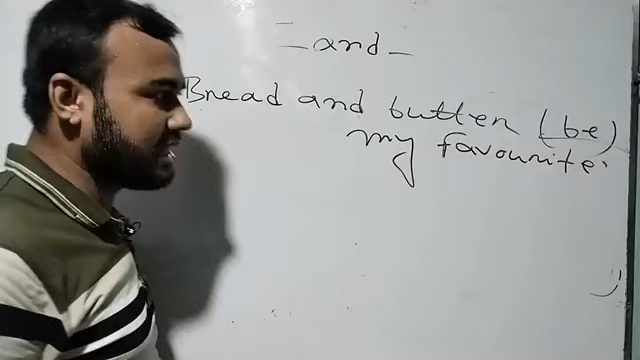 - and -
Bread and butter (be)
my favourite.